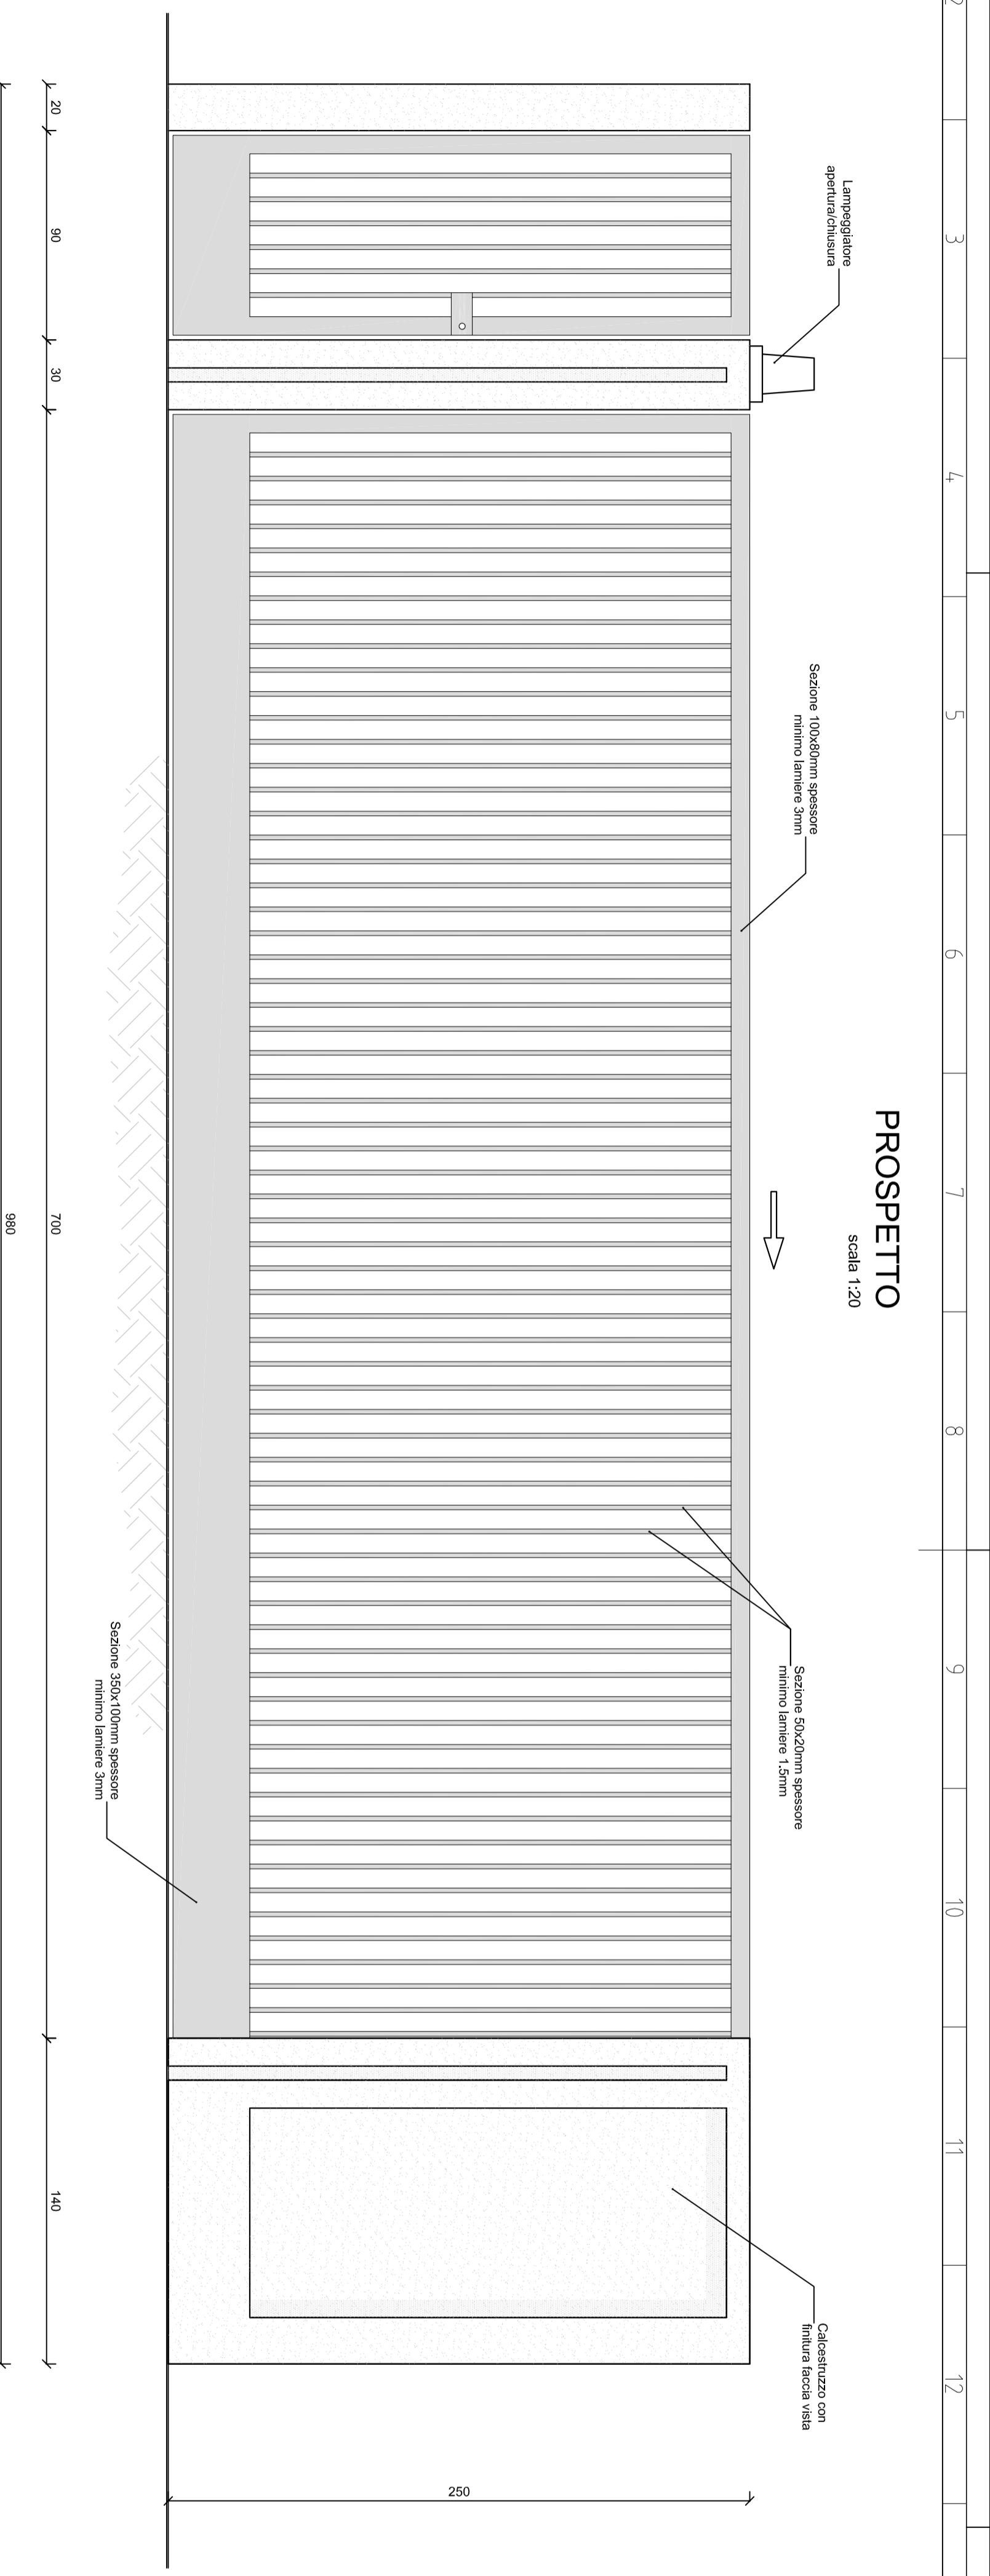 2
3
4
5
6
7
8
9
10
11
12
PROSPETTO
scala 1:20
Lampeggiatore
apertura/chiusura
Sezione 100x80mm spessore
minimo lamiere 3mm
Sezione 50x20mm spessore
minimo lamiere 1.5mm
Calcestruzzo con
finitura faccia vista
250
Sezione 350x100mm spessore
minimo lamiere 3mm
20
90
30
700
140
980